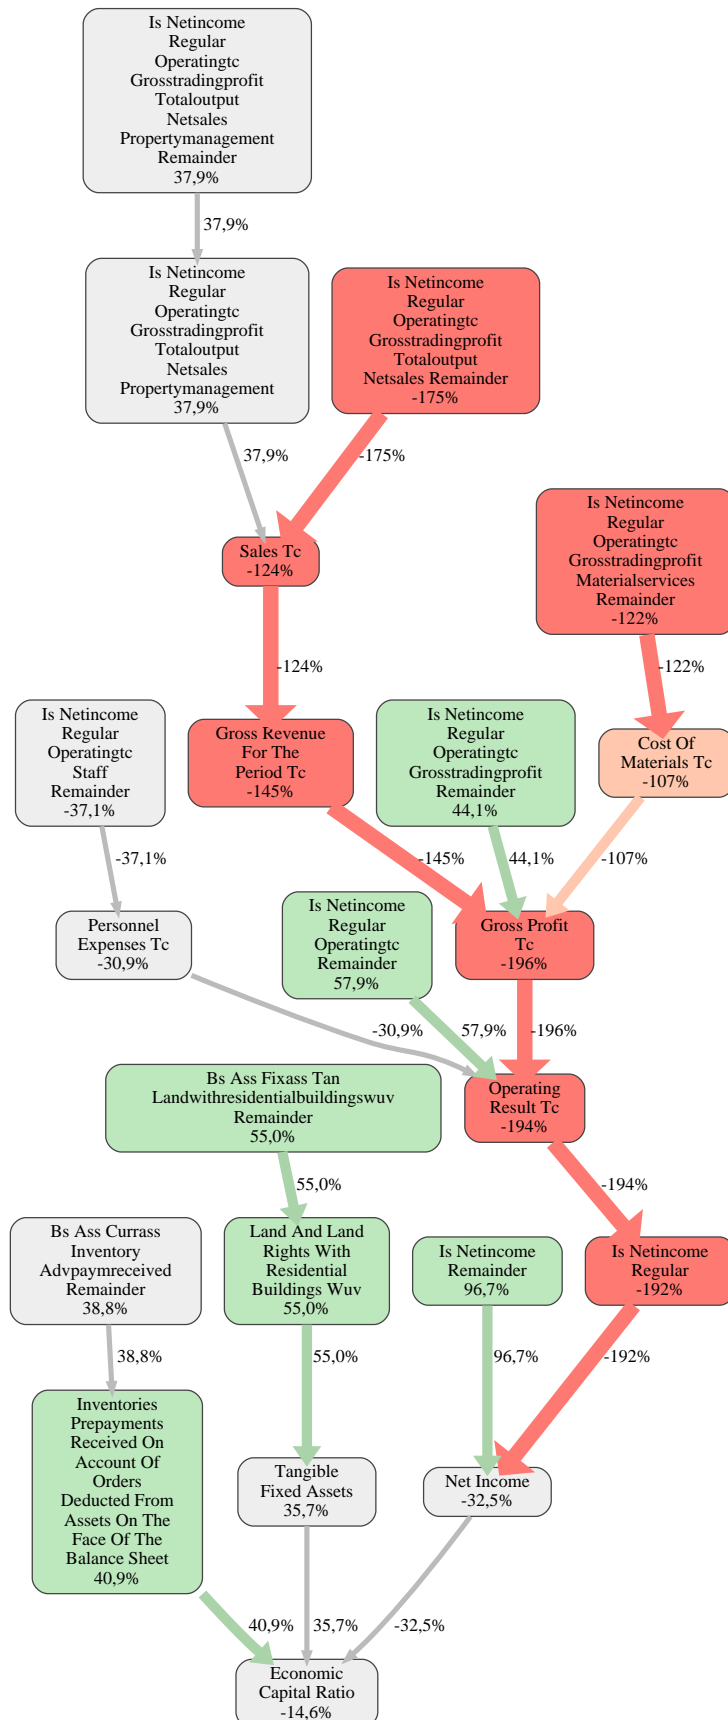 Is Netincome
Regular
Operatingtc
Grosstradingprofit
Totaloutput
Netsales
Propertymanagement
Remainder
37,9%
37,9%
Is Netincome
Regular
Operatingtc
Grosstradingprofit
Totaloutput
Netsales
Propertymanagement
37,9%
Is Netincome
Regular
Operatingtc
Grosstradingprofit
Totaloutput
Netsales Remainder
-175%
37,9%
-175%
Is Netincome
Regular
Operatingtc
Grosstradingprofit
Materialservices
Remainder
-122%
Sales Tc
-124%
-124%
-122%
Is Netincome
Regular
Operatingtc
Staff
Remainder
-37,1%
Gross Revenue
For The
Period Tc
-145%
Is Netincome
Regular
Operatingtc
Grosstradingprofit
Remainder
44,1%
Cost Of
Materials Tc
-107%
-37,1%
-145%
44,1%
-107%
Personnel
Expenses Tc
-30,9%
Is Netincome
Regular
Operatingtc
Remainder
57,9%
Gross Profit
Tc
-196%
-30,9%
57,9%
-196%
Bs Ass Fixass Tan
Landwithresidentialbuildingswuv
Remainder
55,0%
Operating
Result Tc
-194%
55,0%
-194%
Bs Ass Currass
Inventory
Advpaymreceived
Remainder
38,8%
Land And Land
Rights With
Residential
Buildings Wuv
55,0%
Is Netincome
Remainder
96,7%
Is Netincome
Regular
-192%
38,8%
55,0%
96,7%
-192%
Inventories
Prepayments
Received On
Account Of
Orders
Deducted From
Assets On The
Face Of The
Balance Sheet
40,9%
Tangible
Fixed Assets
35,7%
Net Income
-32,5%
40,9%
35,7%
-32,5%
Economic
Capital Ratio
-14,6%